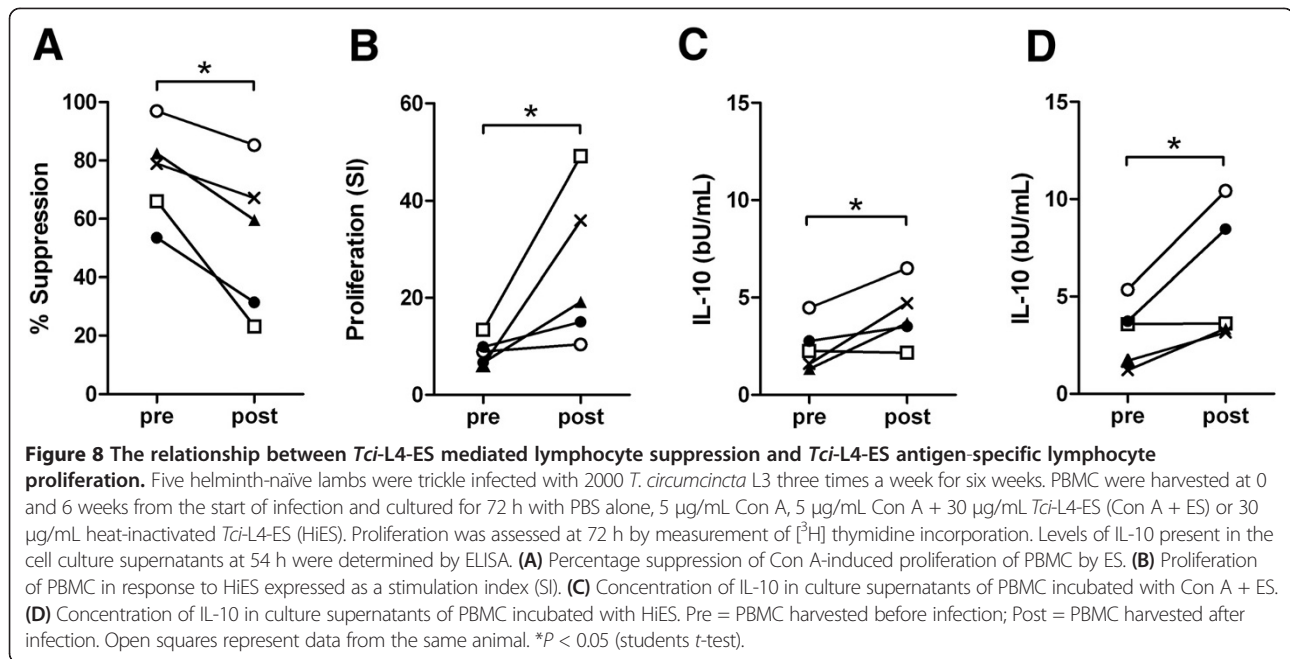 A
B
C
D
*
*
*
*
% Suppression
100
80
60
40
20
0
pre post
Proliferation (SI)
60
40
20
0
pre post
IL-10 (bU/mL)
15
10
5
0
pre post
IL-10 (bU/mL)
15
10
5
0
pre post
Figure 8 The relationship between Tci-L4-ES mediated lymphocyte suppression and Tci-L4-ES antigen-specific lymphocyte
proliferation. Five helminth-naïve lambs were trickle infected with 2000 T. circumcincta L3 three times a week for six weeks. PBMC were harvested at 0
and 6 weeks from the start of infection and cultured for 72 h with PBS alone, 5 μg/mL Con A, 5 μg/mL Con A + 30 μg/mL Tci-L4-ES (Con A + ES) or 30
μg/mL heat-inactivated Tci-L4-ES (HiES). Proliferation was assessed at 72 h by measurement of [³H] thymidine incorporation. Levels of IL-10 present in the
cell culture supernatants at 54 h were determined by ELISA. (A) Percentage suppression of Con A-induced proliferation of PBMC by ES. (B) Proliferation
of PBMC in response to HiES expressed as a stimulation index (SI). (C) Concentration of IL-10 in culture supernatants of PBMC incubated with Con A + ES.
(D) Concentration of IL-10 in culture supernatants of PBMC incubated with HiES. Pre = PBMC harvested before infection; Post = PBMC harvested after
infection. Open squares represent data from the same animal. *P < 0.05 (students t-test).